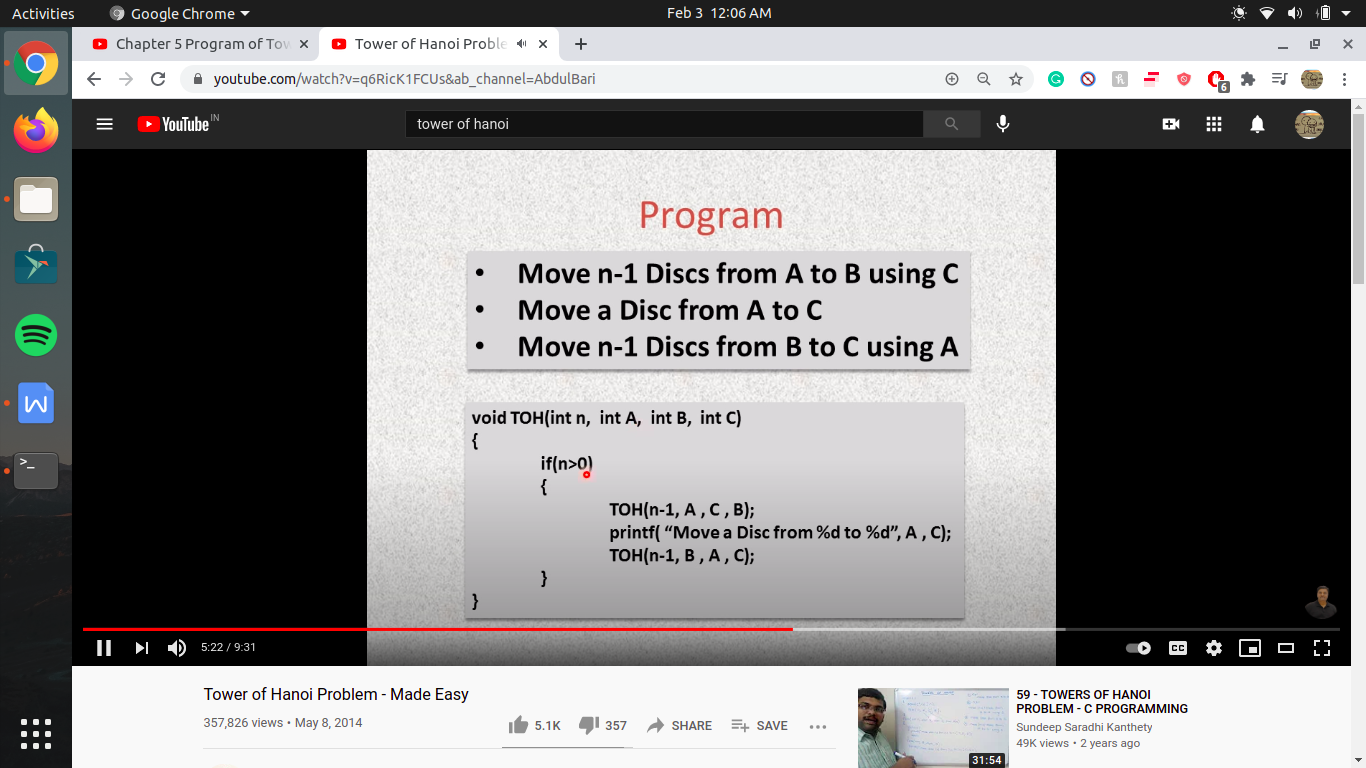 Activities
Google Chrome
Feb 3 12:06 AM
Chapter 5 Program of Tow
Tower of Hanoi Proble
youtube.com/watch?v=q6RicK1FCUs&ab_channel=AbdulBari
6
YouTube IN
tower of hanoi
Program
• Move n-1 Discs from A to B using C
• Move a Disc from A to C
• Move n-1 Discs from B to C using A
void TOH(int n, int A, int B, int C)
{
if(n>0)
{
TOH(n-1, A , C , B);
printf( “Move a Disc from %d to %d”, A , C);
TOH(n-1, B , A , C);
}
}
5:22 / 9:31
CC
Tower of Hanoi Problem - Made Easy
357,826 views • May 8, 2014
5.1K
357
SHARE
SAVE
31:54
59 - TOWERS OF HANOI
PROBLEM - C PROGRAMMING
Sundeep Saradhi Kanthety
49K views • 2 years ago